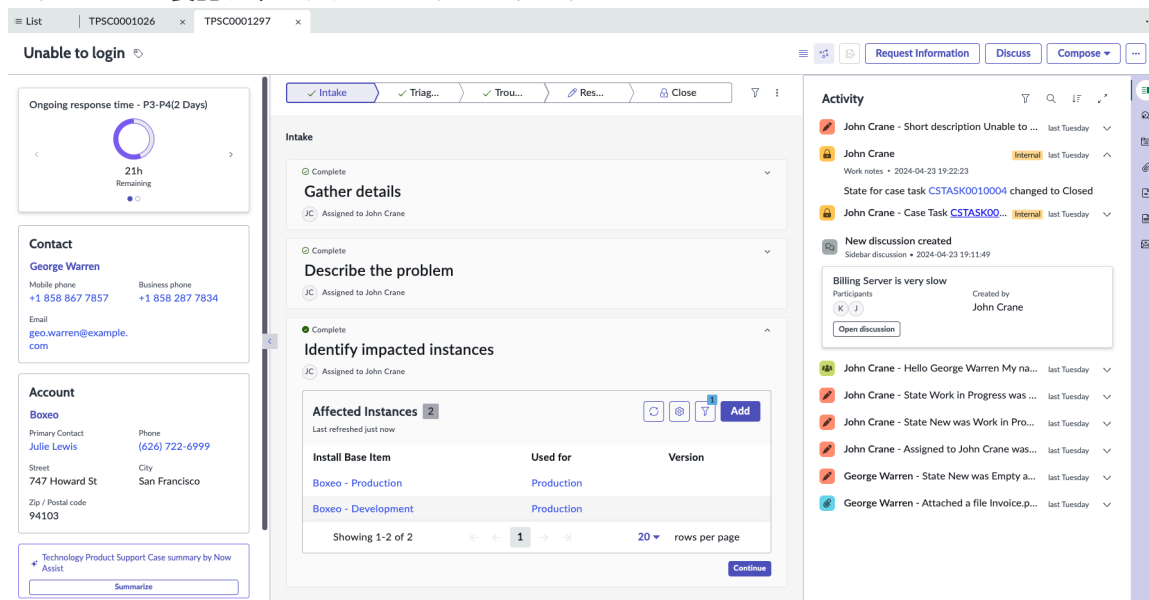 List
TPSC0001026 ×
TPSC0001297 ×
Unable to login
Request Information
Discuss
Compose
Ongoing response time - P3-P4(2 Days)
21h
Remaining
Contact
George Warren
Mobile phone
Business phone
+1 858 867 7857
+1 858 287 7834
Email
geo.warren@example.
com
Account
Boxeo
Primary Contact
Phone
Julie Lewis
(626) 722-6999
Street
City
747 Howard St
San Francisco
Zip / Postal code
94103
Technology Product Support Case summary by Now
Assist
Summarize
Intake
Triag...
Trou...
Res...
Close
Intake
Complete
Gather details
JC Assigned to John Crane
Complete
Describe the problem
JC Assigned to John Crane
Complete
Identify impacted instances
JC Assigned to John Crane
Affected Instances 2
Last refreshed just now
1
Add
Install Base Item
Used for
Version
Boxeo - Production
Production
Boxeo - Development
Production
Showing 1-2 of 2
1
20
rows per page
Continue
Activity
John Crane - Short description Unable to ... last Tuesday
John Crane
Internal last Tuesday
Work notes • 2024-04-23 19:22:23
State for case task CSTASK0010004 changed to Closed
John Crane - Case Task CSTASK00... Internal last Tuesday
New discussion created
Sidebar discussion • 2024-04-23 19:11:49
Billing Server is very slow
Participants
Created by
K J
John Crane
Open discussion
John Crane - Hello George Warren My na... last Tuesday
John Crane - State Work in Progress was ... last Tuesday
John Crane - State New was Work in Pro... last Tuesday
John Crane - Assigned to John Crane was... last Tuesday
George Warren - State New was Empty a... last Tuesday
George Warren - Attached a file Invoice.p... last Tuesday